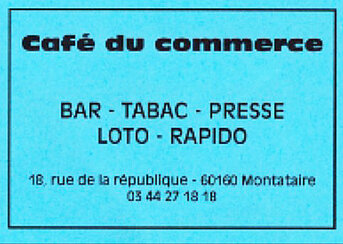 Café du commerce
BAR - TABAC - PRESSE
LOTO - RAPIDO
18, rue de la république - 60160 Montataire
03 44 27 18 18